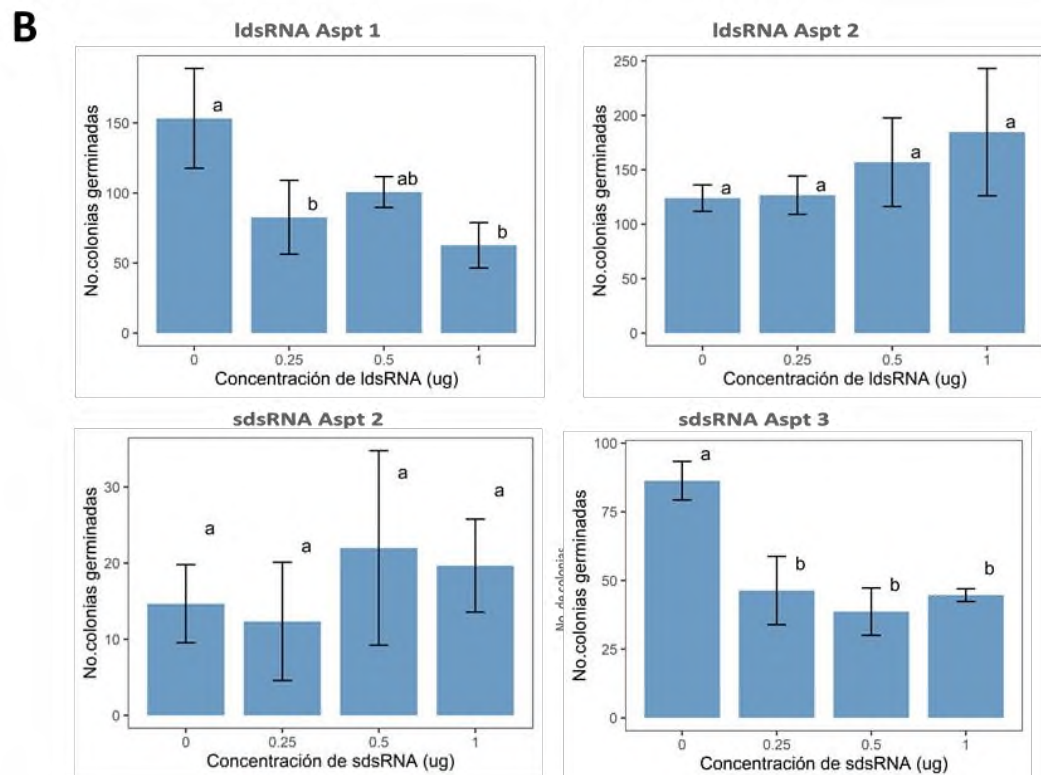 B
ldsRNA Aspt 1
No.colonias germinadas
150
100
50
0
a
b
ab
b
0 0.25 0.5 1
Concentración de ldsRNA (ug)
ldsRNA Aspt 2
No.colonias germinadas
250
200
150
100
50
0
a
a
a
a
0 0.25 0.5 1
Concentración de ldsRNA (ug)
sdsRNA Aspt 2
No.colonias germinadas
30
20
10
0
a
a
a
a
0 0.25 0.5 1
Concentración de sdsRNA (ug)
sdsRNA Aspt 3
No. de colonias
No.colonias germinadas
100
75
50
25
0
a
b
b
b
0 0.25 0.5 1
Concentración de sdsRNA (ug)